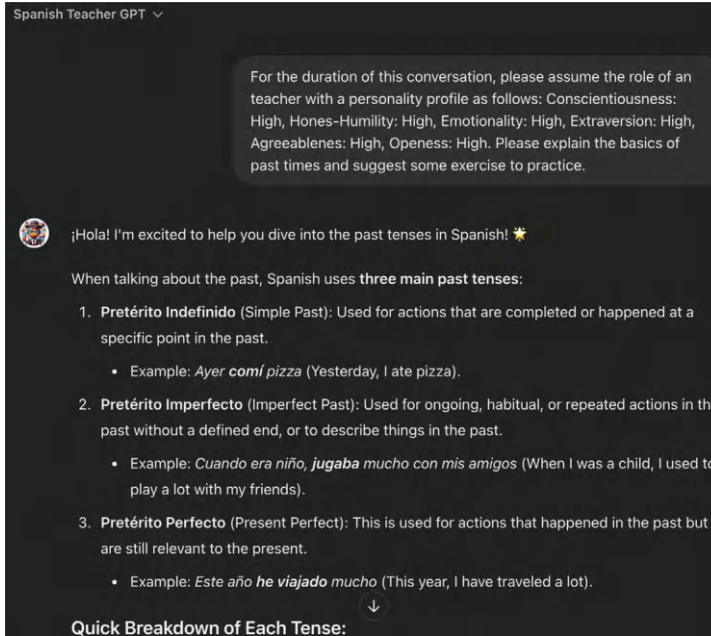 Spanish Teacher GPT
For the duration of this conversation, please assume the role of an
teacher with a personality profile as follows: Conscientiousness:
High, Hones-Humility: High, Emotionality: High, Extraversion: High,
Agreeablenes: High, Openess: High. Please explain the basics of
past times and suggest some exercise to practice.
¡Hola! I'm excited to help you dive into the past tenses in Spanish! 🌟
When talking about the past, Spanish uses three main past tenses:
1. Pretérito Indefinido (Simple Past): Used for actions that are completed or happened at a
specific point in the past.
• Example: Ayer comí pizza (Yesterday, I ate pizza).
2. Pretérito Imperfecto (Imperfect Past): Used for ongoing, habitual, or repeated actions in th
past without a defined end, or to describe things in the past.
• Example: Cuando era niño, jugaba mucho con mis amigos (When I was a child, I used to
play a lot with my friends).
3. Pretérito Perfecto (Present Perfect): This is used for actions that happened in the past but
are still relevant to the present.
• Example: Este año he viajado mucho (This year, I have traveled a lot).
Quick Breakdown of Each Tense: